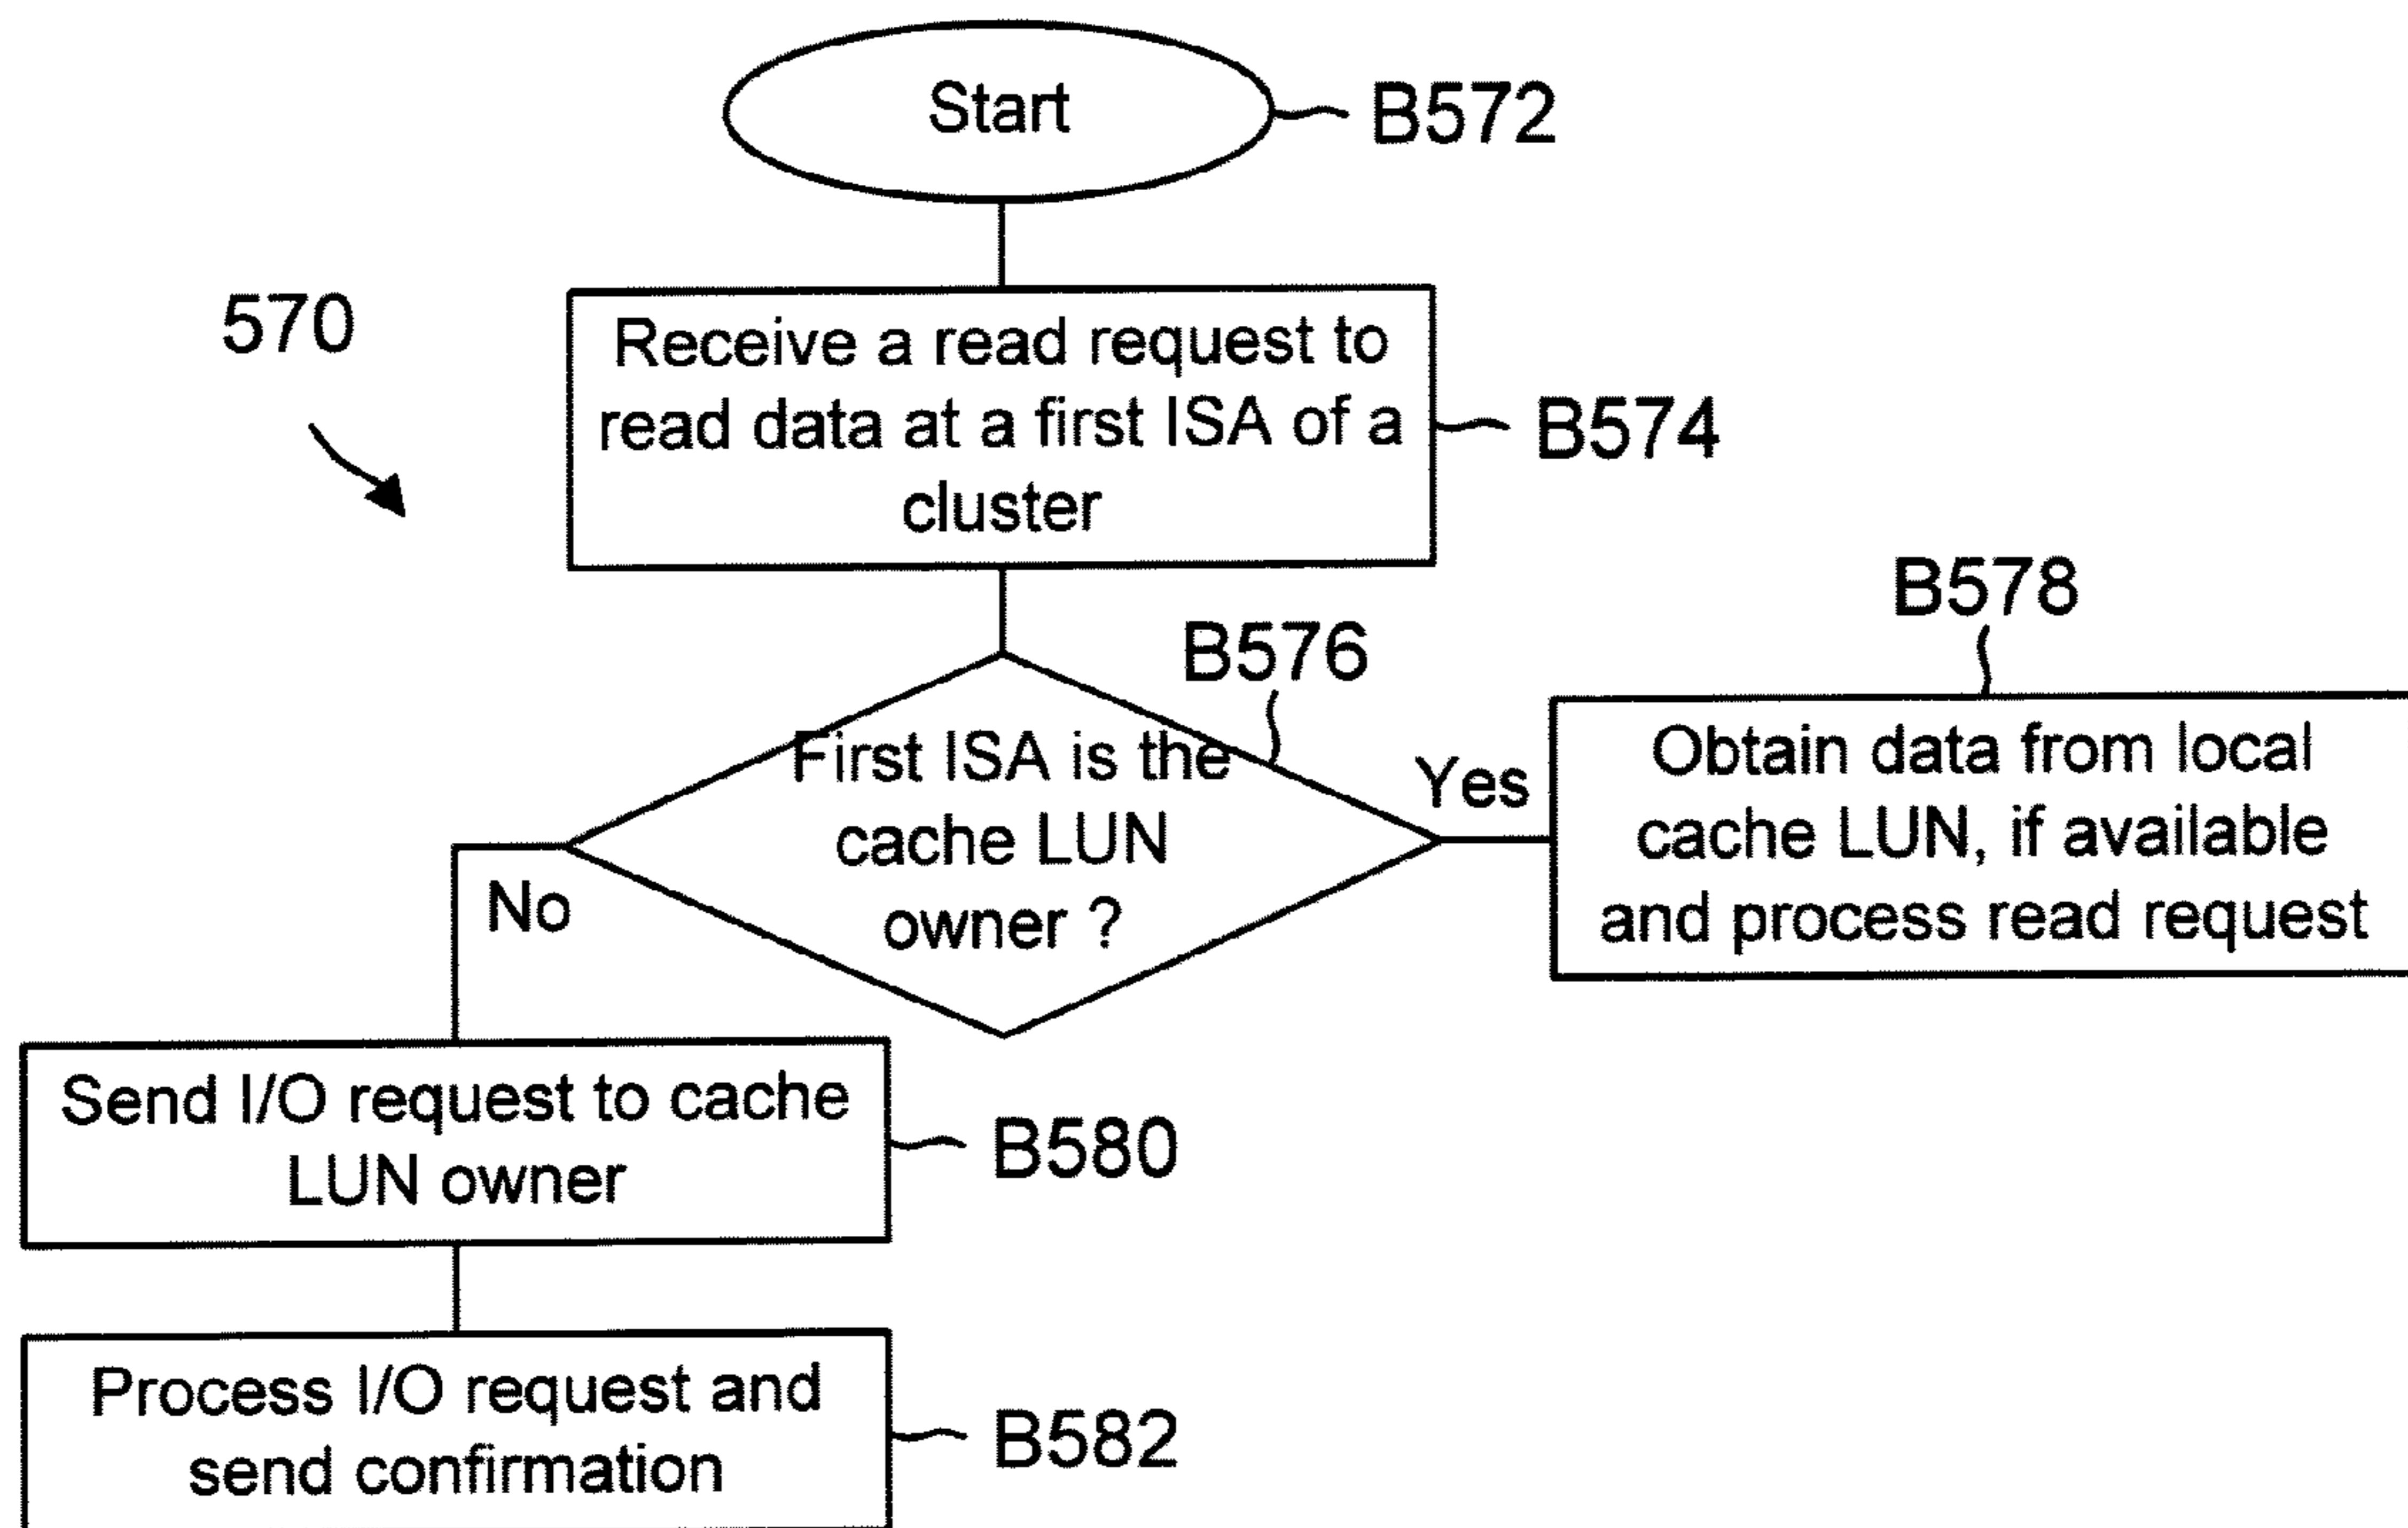 Start
B572
570
Receive a read request to
read data at a first ISA of a
cluster
B574
B576
First ISA is the
cache LUN
owner ?
Yes
B578
Obtain data from local
cache LUN, if available
and process read request
No
Send I/O request to cache
LUN owner
B580
Process I/O request and
send confirmation
B582